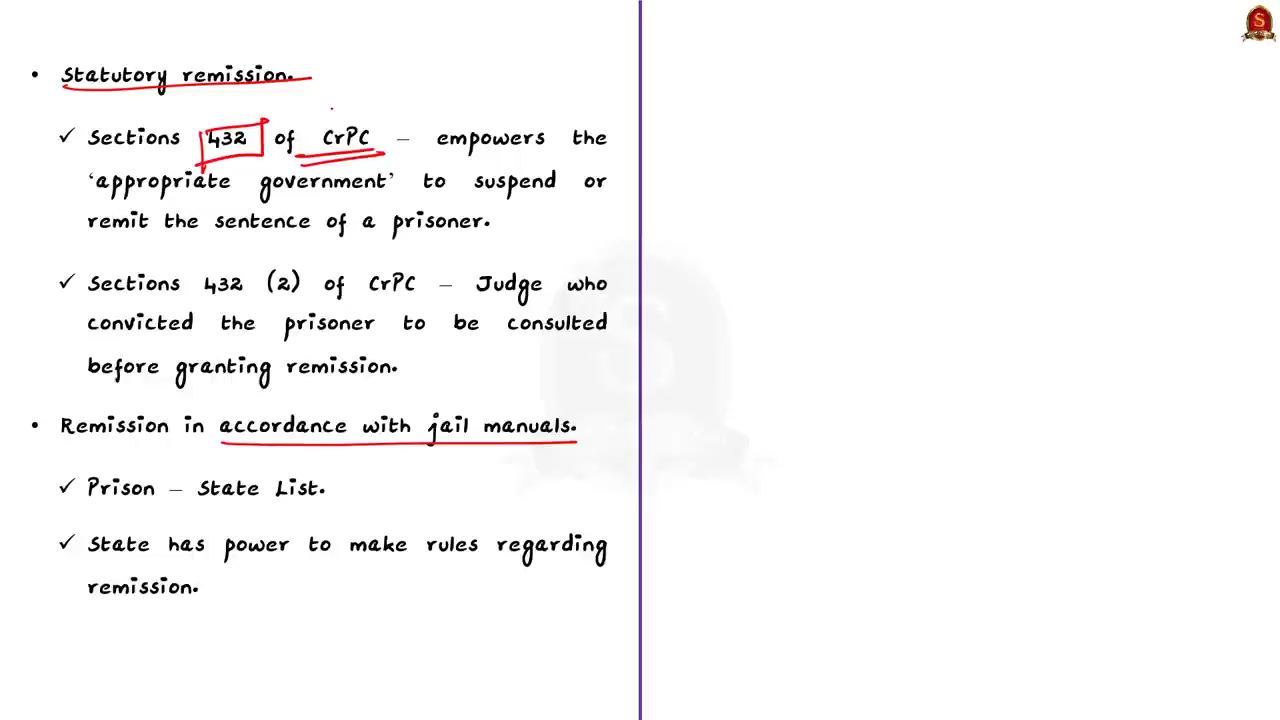 • Statutory remission.
✓ Sections 432 of CrPC – empowers the
‘appropriate government’ to suspend or
remit the sentence of a prisoner.
✓ Sections 432 (2) of CrPC – Judge who
convicted the prisoner to be consulted
before granting remission.
• Remission in accordance with jail manuals.
✓ Prison – State List.
✓ State has power to make rules regarding
remission.
S